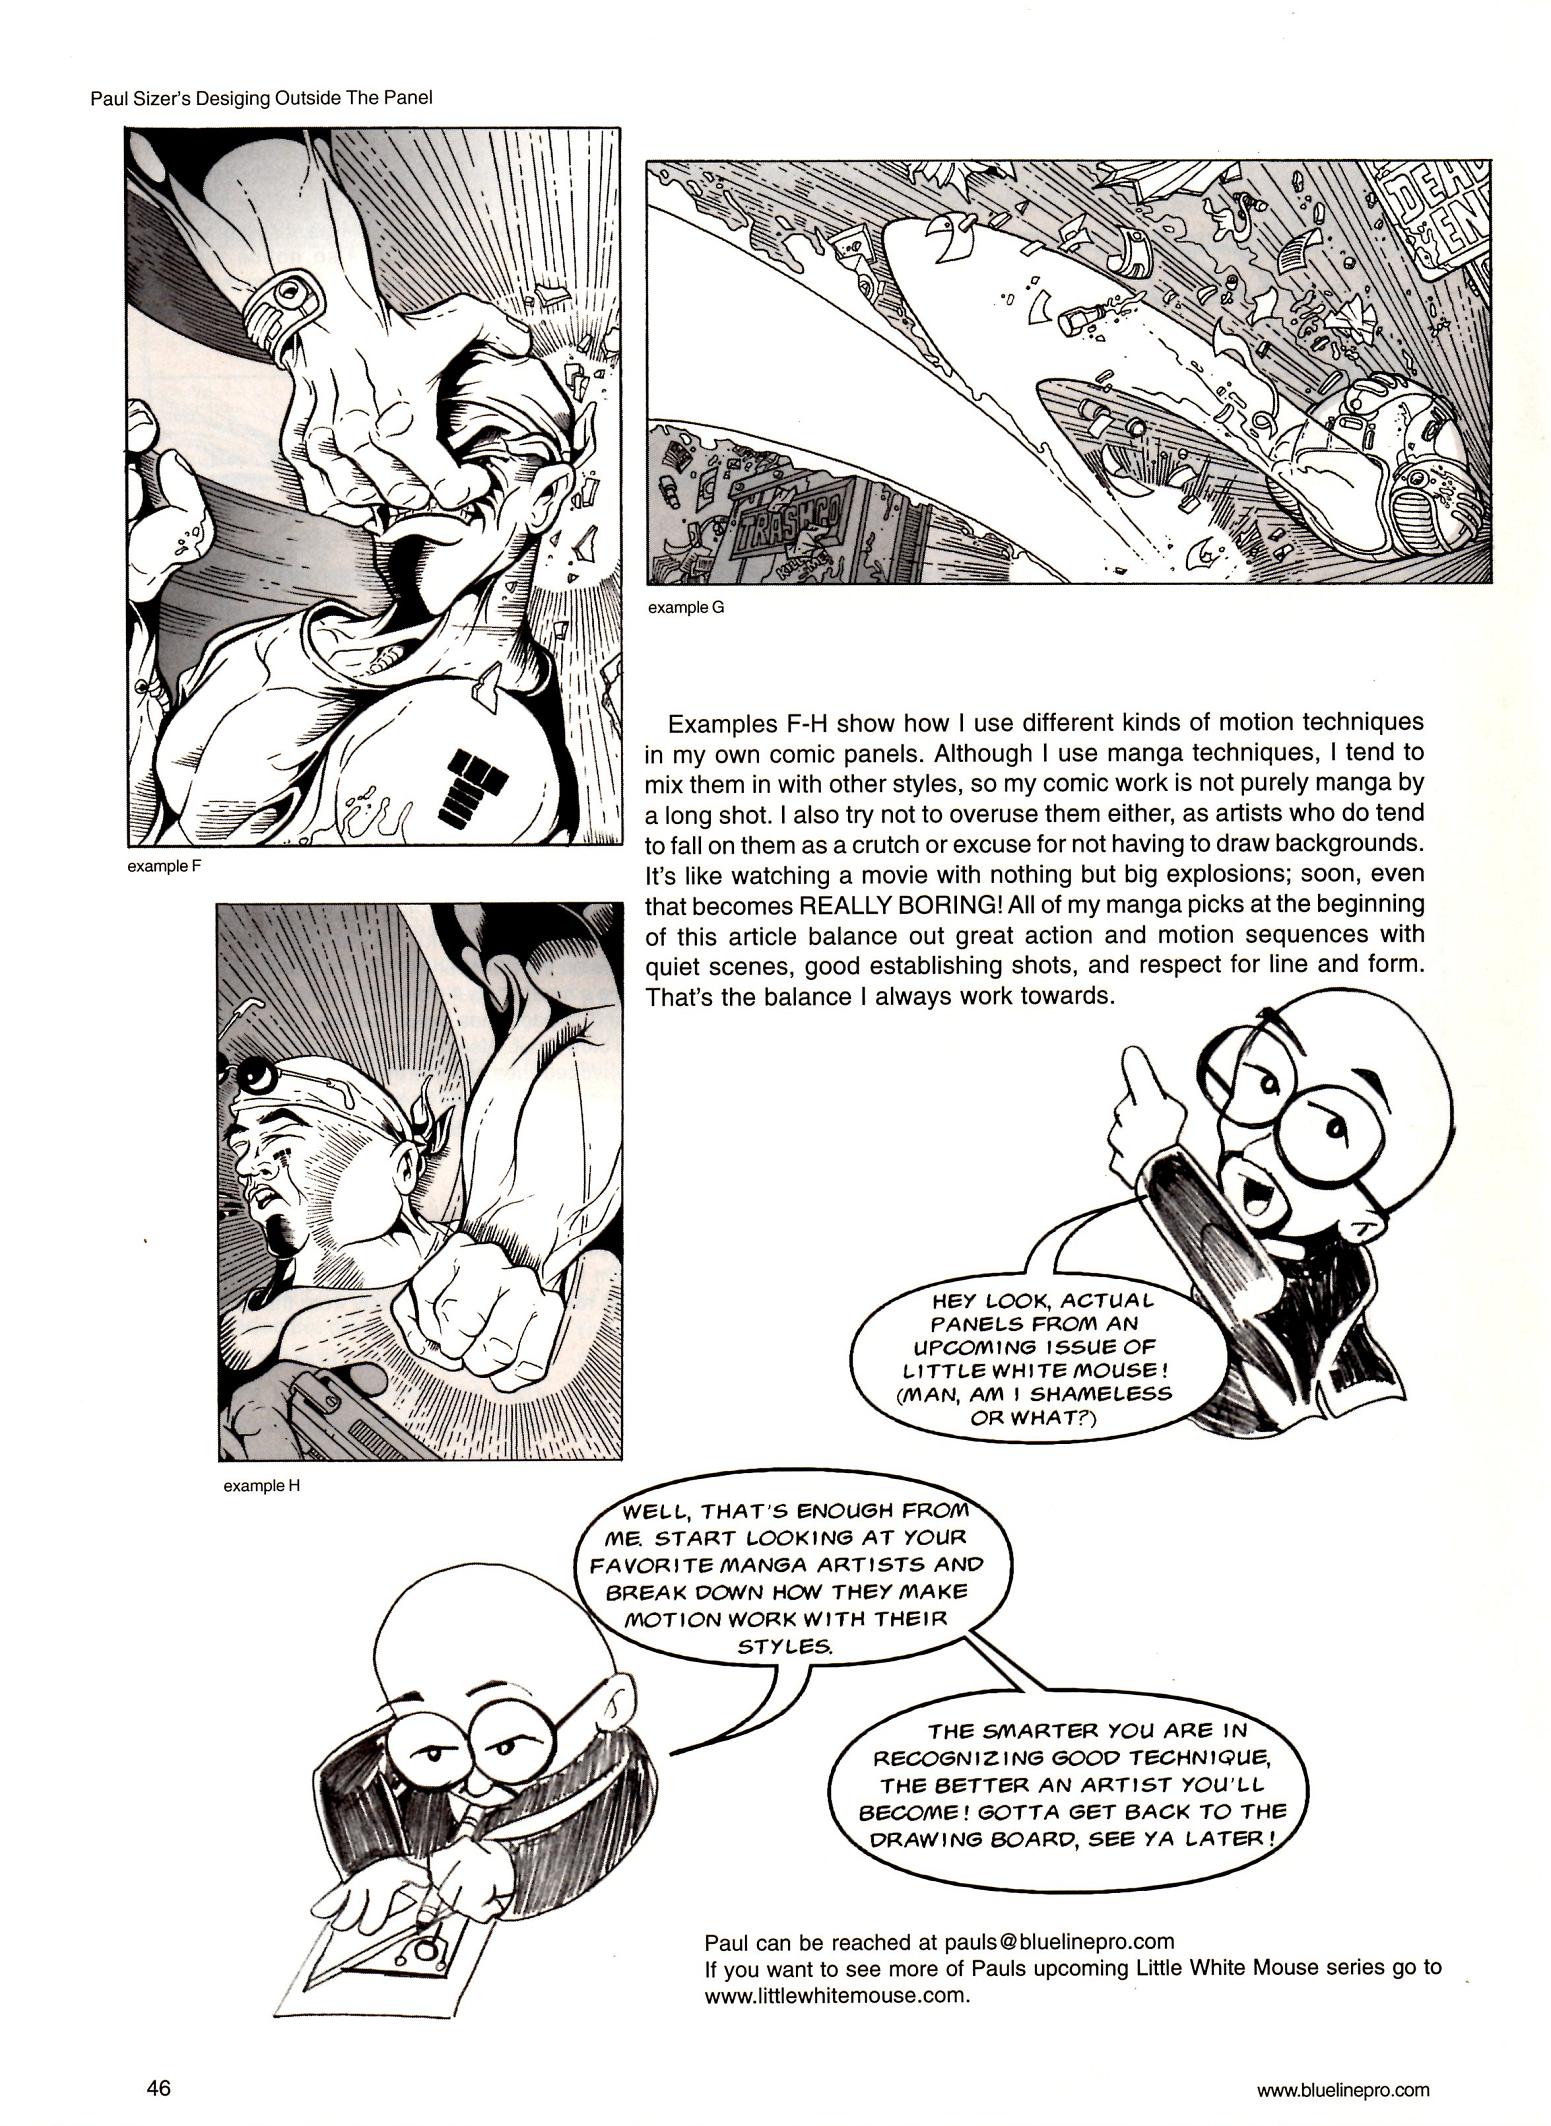 Paul Sizer's Desiging Outside The Panel
DEAD
EN
TRASHCO
KILL
ME
example G
example F
Examples F-H show how I use different kinds of motion techniques
in my own comic panels. Although I use manga techniques, I tend to
mix them in with other styles, so my comic work is not purely manga by
a long shot. I also try not to overuse them either, as artists who do tend
to fall on them as a crutch or excuse for not having to draw backgrounds.
It's like watching a movie with nothing but big explosions; soon, even
that becomes REALLY BORING! All of my manga picks at the beginning
of this article balance out great action and motion sequences with
quiet scenes, good establishing shots, and respect for line and form.
That's the balance I always work towards.
HEY LOOK, ACTUAL
PANELS FROM AN
UPCOMING ISSUE OF
LITTLE WHITE MOUSE!
(MAN, AM I SHAMELESS
OR WHAT?)
example H
WELL, THAT'S ENOUGH FROM
ME. START LOOKING AT YOUR
FAVORITE MANGA ARTISTS AND
BREAK DOWN HOW THEY MAKE
MOTION WORK WITH THEIR
STYLES.
THE SMARTER YOU ARE IN
RECOGNIZING GOOD TECHNIQUE,
THE BETTER AN ARTIST YOU'LL
BECOME! GOTTA GET BACK TO THE
DRAWING BOARD, SEE YA LATER!
Paul can be reached at pauls@bluelinepro.com
If you want to see more of Pauls upcoming Little White Mouse series go to
www.littlewhitemouse.com.
46
www.bluelinepro.com